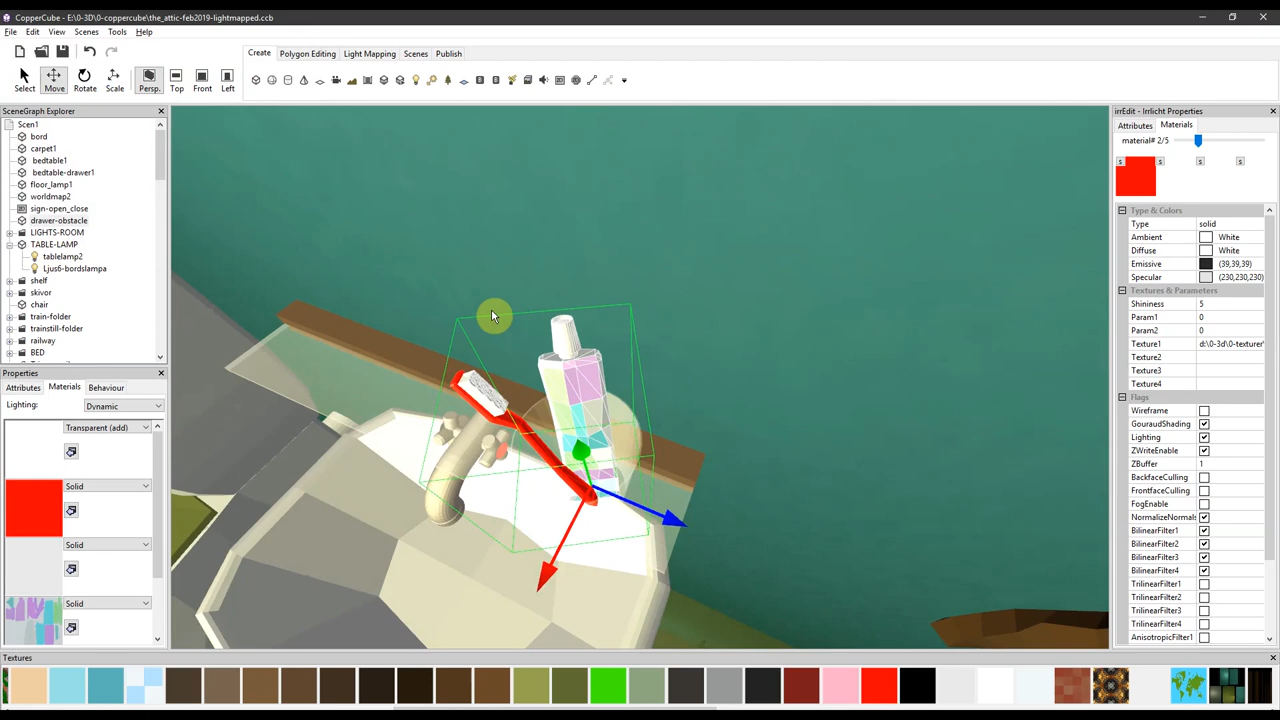 CopperCube - E:\0-3D\0-coppercube\the_attic-feb2019-lightmapped.ccb
File Edit View Scenes Tools Help
Create Polygon Editing Light Mapping Scenes Publish
Select Move Rotate Scale Persp. Top Front Left
SceneGraph Explorer
Scen1
bord
carpet1
bedtable1
bedtable-drawer1
floor_lamp1
worldmap2
sign-open_close
drawer-obstacle
LIGHTS-ROOM
TABLE-LAMP
tablelamp2
Ljus6-bordslampa
shelf
skivor
chair
train-folder
trainstill-folder
railway
BED
Properties
Attributes Materials Behaviour
Lighting: Dynamic
Transparent (add)
Solid
Solid
Solid
irrEdit - Irrlicht Properties
Attributes Materials
material# 2/5
s s s s
Type & Colors
Type solid
Ambient White
Diffuse White
Emissive (39,39,39)
Specular (230,230,230)
Textures & Parameters
Shininess 5
Param1 0
Param2 0
Texture1 d:\0-3d\0-texturer\
Texture2
Texture3
Texture4
Flags
Wireframe
GouraudShading
Lighting
ZWriteEnable
ZBuffer 1
BackfaceCulling
FrontfaceCulling
FogEnable
NormalizeNormals
BilinearFilter1
BilinearFilter2
BilinearFilter3
BilinearFilter4
TrilinearFilter1
TrilinearFilter2
TrilinearFilter3
TrilinearFilter4
AnisotropicFilter1
Textures